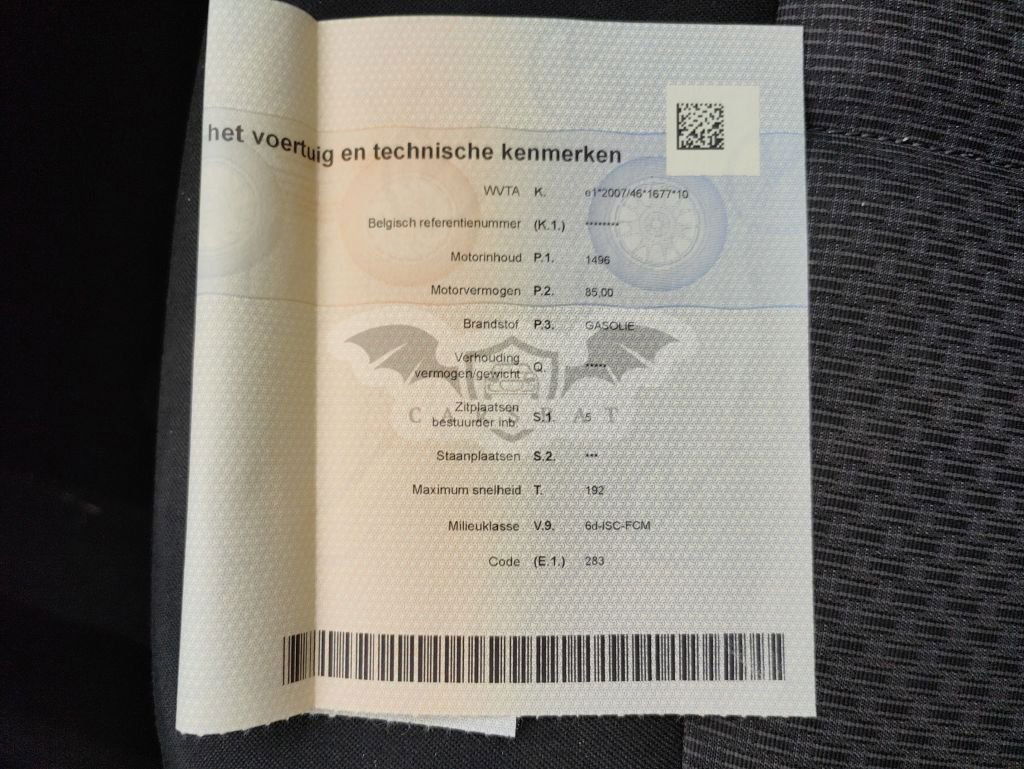 het voertuig en technische kenmerken
WVTA K. e1*2007/46*1677*10
Belgisch referentienummer (K.1.) ********
Motorinhoud P.1. 1496
Motorvermogen P.2. 85,00
Brandstof P.3. GASOLIE
Verhouding
vermogen/gewicht Q. *****
Zitplaatsen
bestuurder inb. S.1. 5
CARSBAT
Staanplaatsen S.2. ***
Maximum snelheid T. 192
Milieuklasse V.9. 6d-ISC-FCM
Code (E.1.) 283